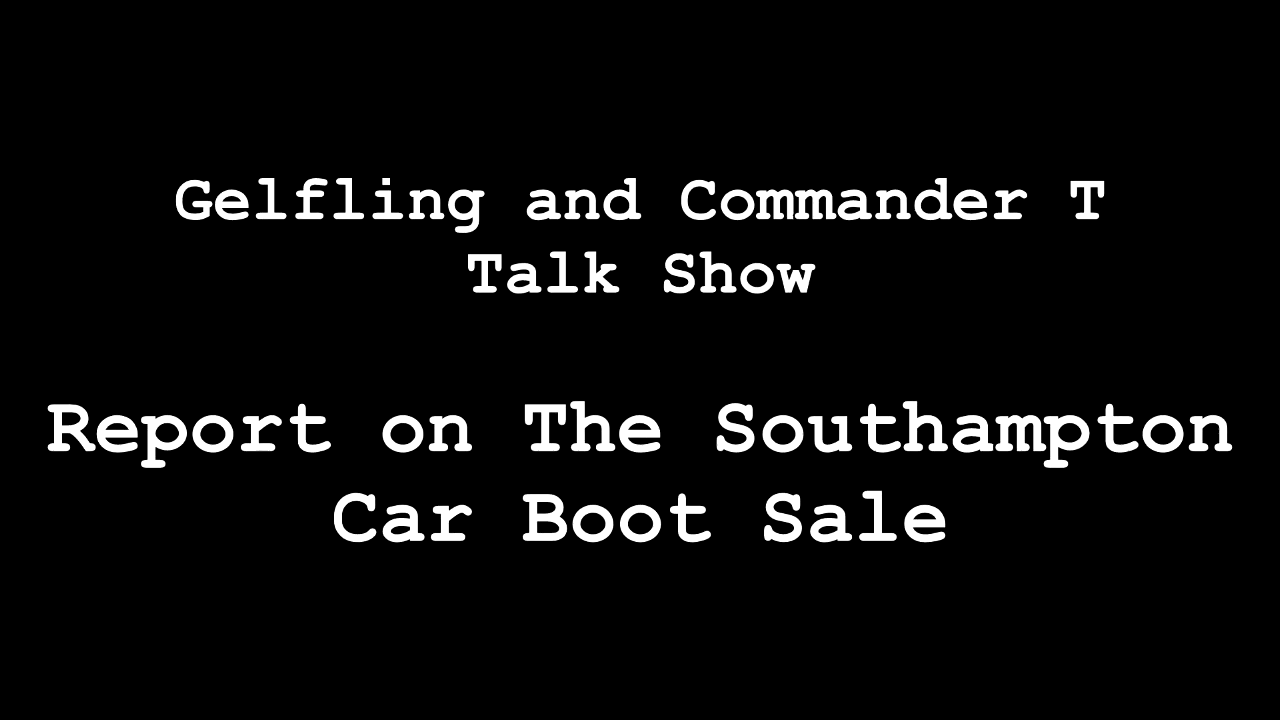 Gelfling and Commander T
Talk Show
Report on The Southampton
Car Boot Sale